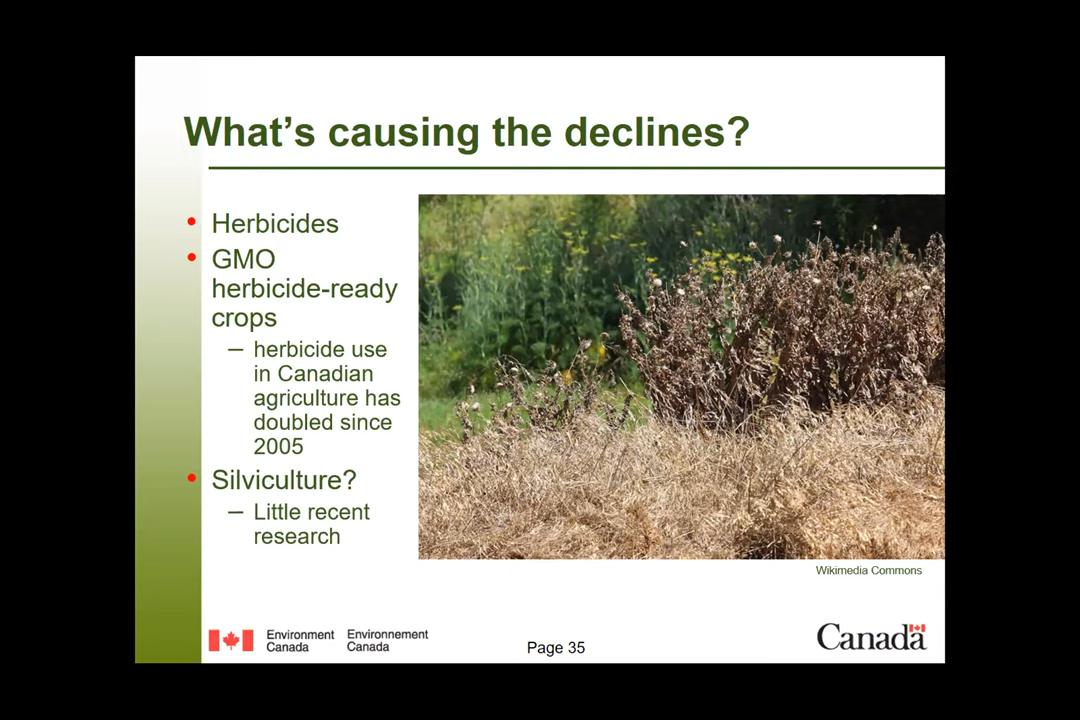 What's causing the declines?
• Herbicides
• GMO
herbicide-ready
crops
– herbicide use
in Canadian
agriculture has
doubled since
2005
• Silviculture?
– Little recent
research
Wikimedia Commons
Environment
Canada
Environnement
Canada
Page 35
Canada